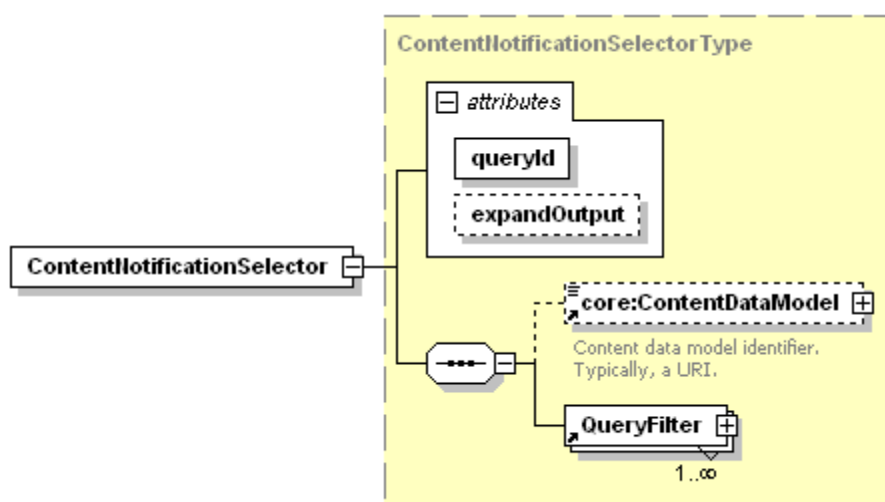 ContentNotificationSelectorType
attributes
queryId
expandOutput
ContentNotificationSelector
core:ContentDataModel
Content data model identifier.
Typically, a URI.
QueryFilter
1..∞